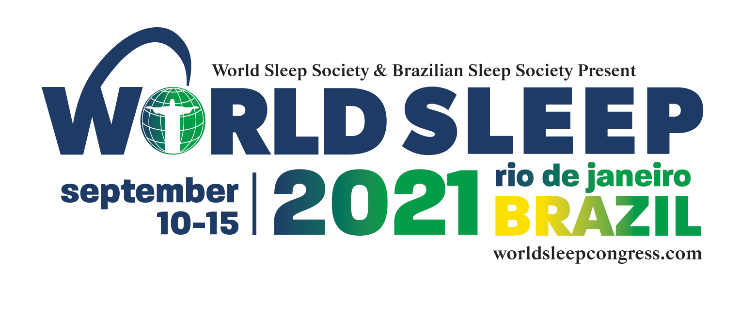 World Sleep Society & Brazilian Sleep Society Present
WORLD SLEEP
september
10-15
2021
rio de janeiro
BRAZIL
worldsleepcongress.com